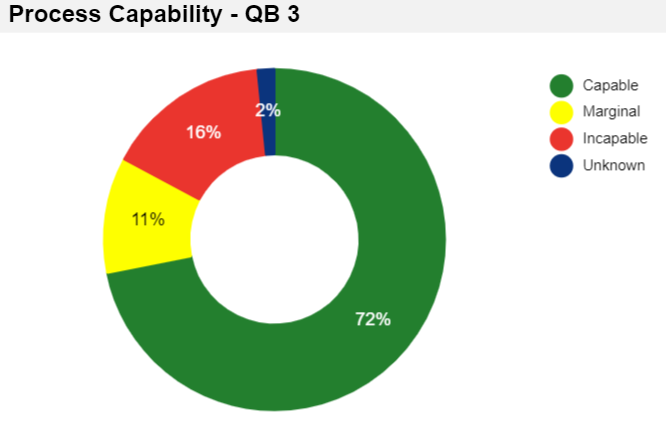 Process Capability - QB 3
2%
Capable
Marginal
16%
Incapable
Unknown
11%
72%